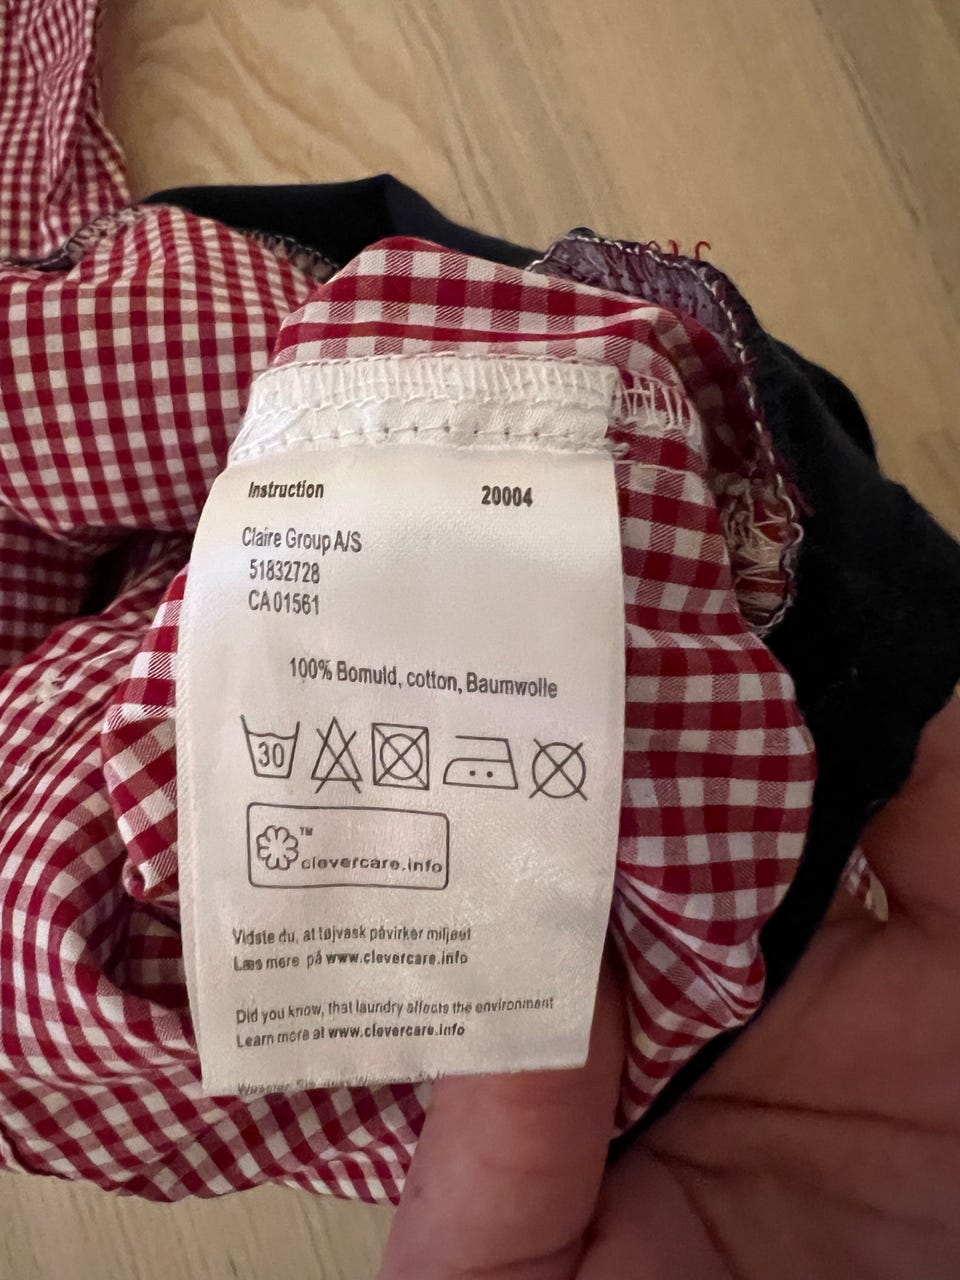 Instruction 20004
Claire Group A/S
51832728
CA01561
100% Bomuld, cotton, Baumwolle
30
TM
clevercare.info
Vidste du, at tøjvask påvirker miljøet
Læs mere på www.clevercare.info
Did you know, that laundry affects the environment
Learn more at www.clevercare.info